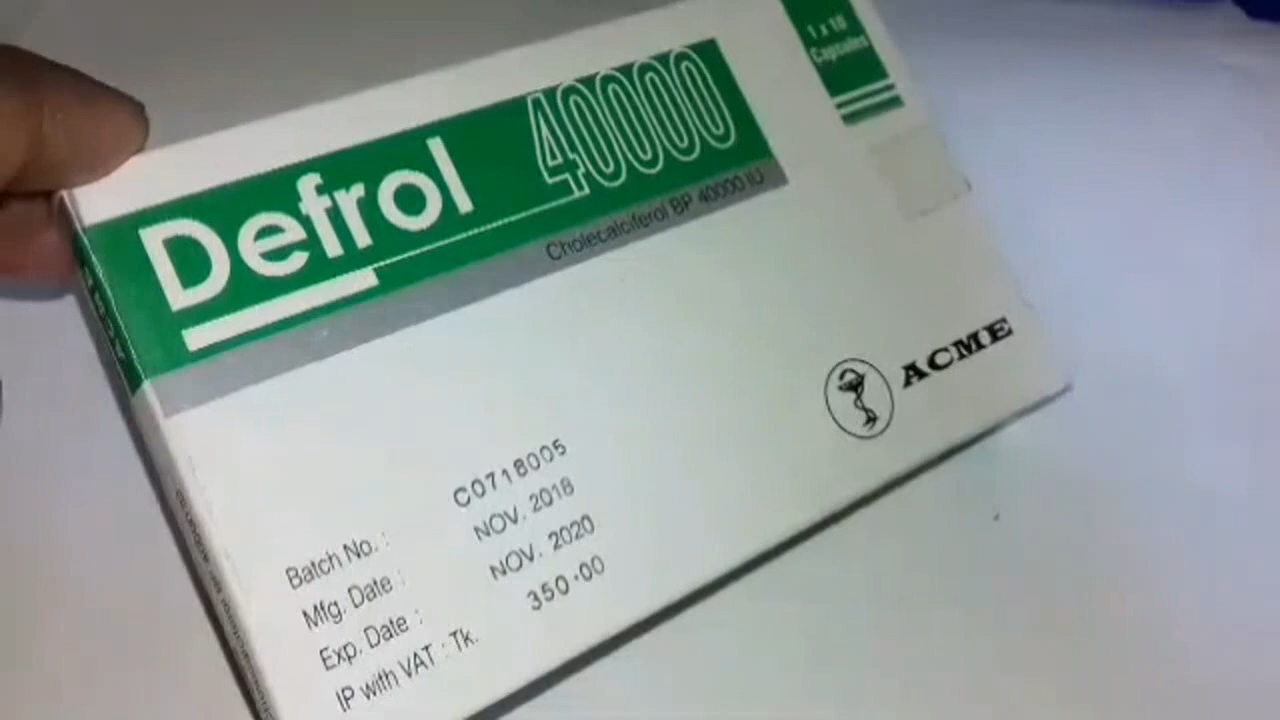 1 x 10
Capsules
Defrol 40000
Cholecalciferol BP 40000 IU
ACME
Batch No. : C0718005
Mfg. Date : NOV. 2018
Exp. Date : NOV. 2020
IP with VAT : Tk. 350.00